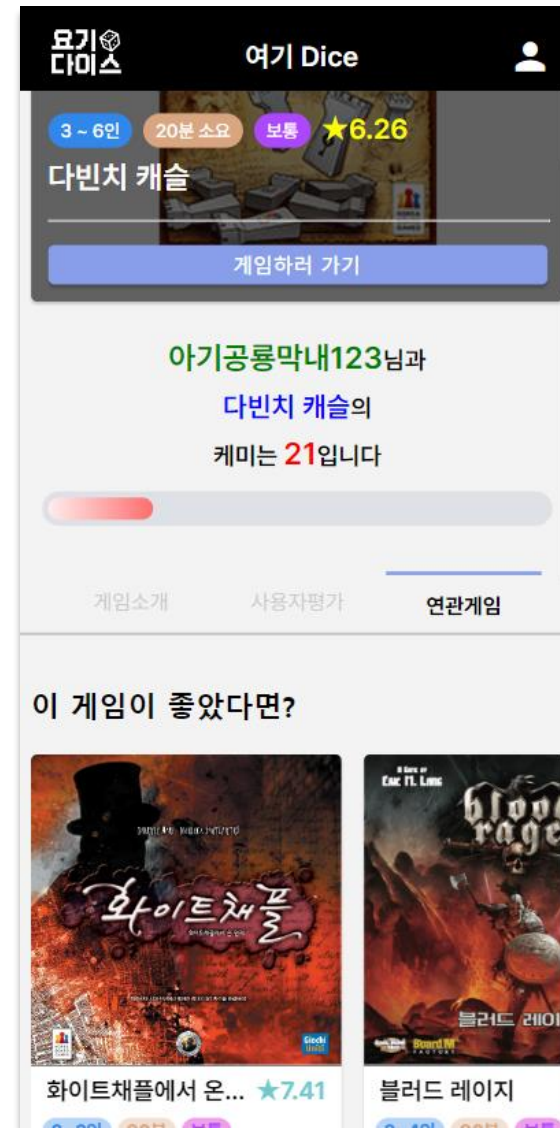 요기
다이스
여기 Dice
3 ~ 6인 20분 소요 보통 ★6.26
다빈치 캐슬
게임하러 가기
아기공룡막내123님과
다빈치 캐슬의
케미는 21입니다
게임소개 사용자평가 연관게임
이 게임이 좋았다면?
화이트채플
blood
rage
블러드 레이
Board M
FACTORY
화이트채플에서 온... ★7.41
블러드 레이지